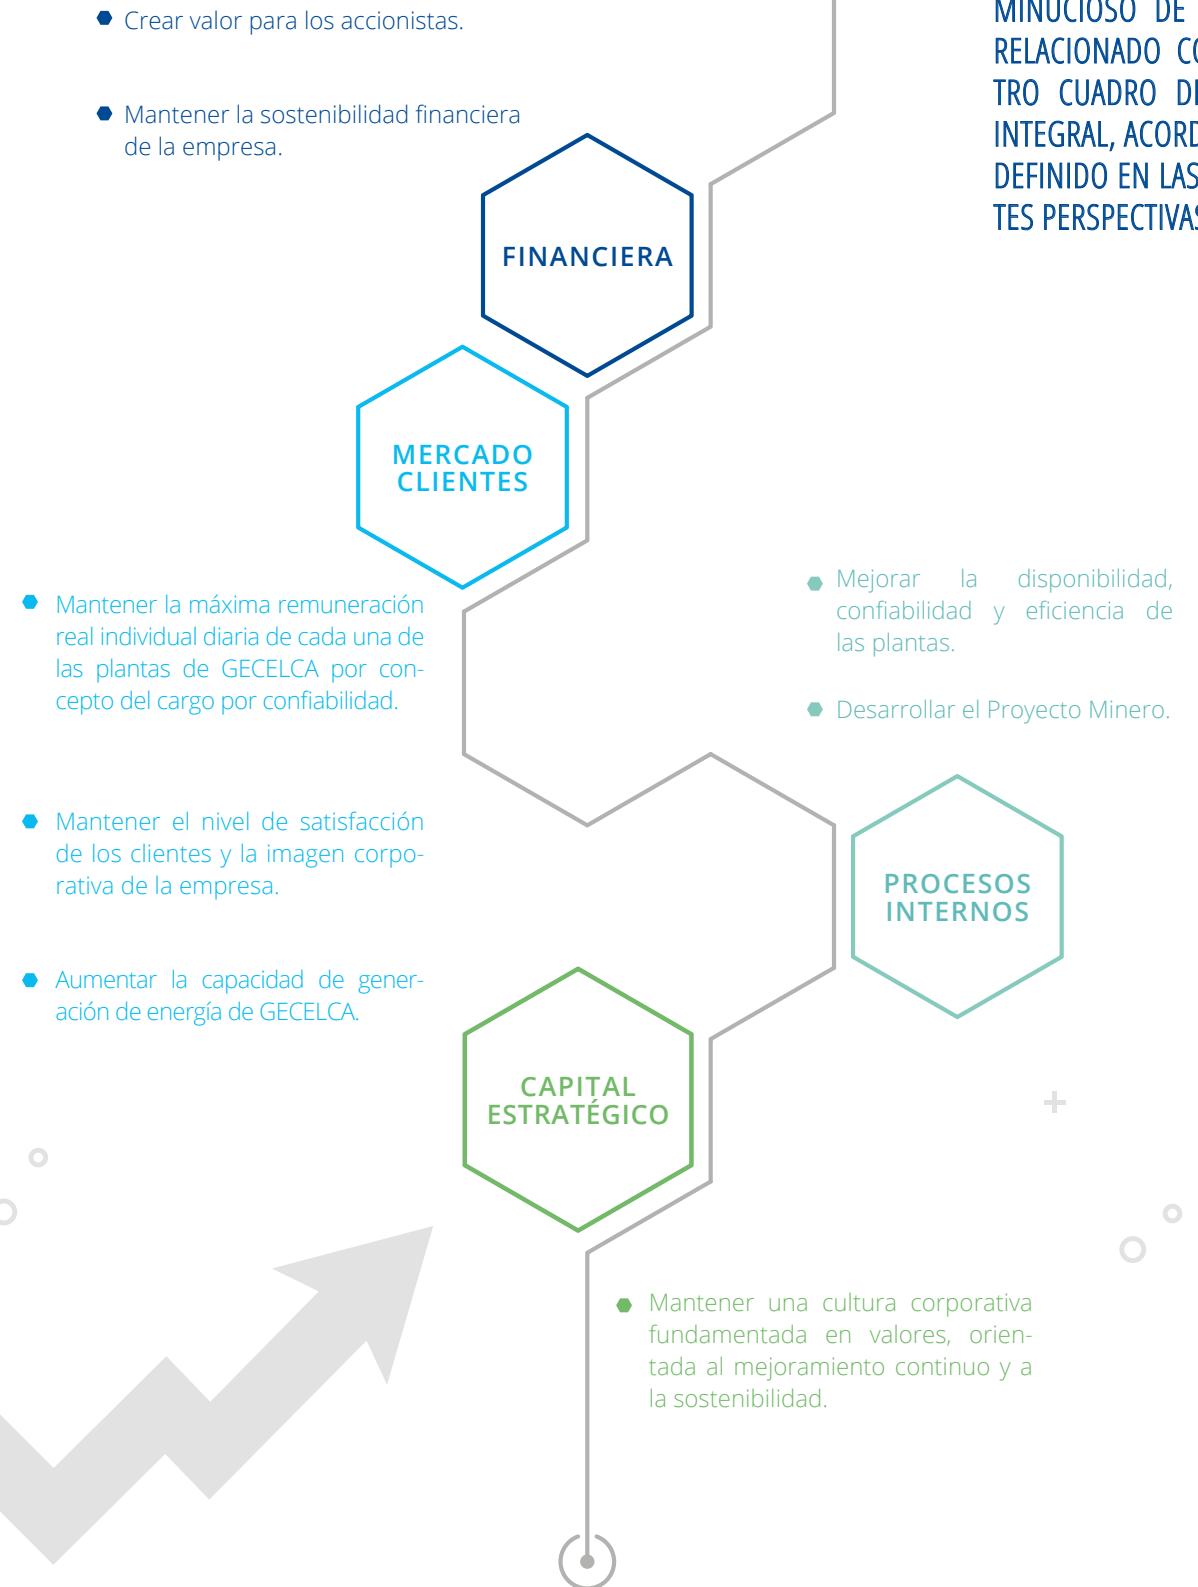 Crear valor para los accionistas.
Mantener la sostenibilidad financiera
de la empresa.
MINUCIOSO DE
RELACIONADO
TRO CUADRO
INTEGRAL,
DEFINIDO EN LAS
TES PERSPECTIVAS
FINANCIERA
MERCADO
CLIENTES
Mantener la máxima remuneración
real individual diaria de cada una de
las plantas de GECELCA por con-
cepto del cargo por confiabilidad.
Mantener el nivel de satisfacción
de los clientes y la imagen corpo-
rativa de la empresa.
Aumentar la capacidad de gener-
ación de energía de GECELCA.
Mejorar la disponibilidad,
confiabilidad y eficiencia de
las plantas.
Desarrollar el Proyecto Minero.
PROCESOS
INTERNOS
CAPITAL
ESTRATÉGICO
Mantener una cultura corporativa
fundamentada en valores, orien-
tada al mejoramiento continuo y a
la sostenibilidad.